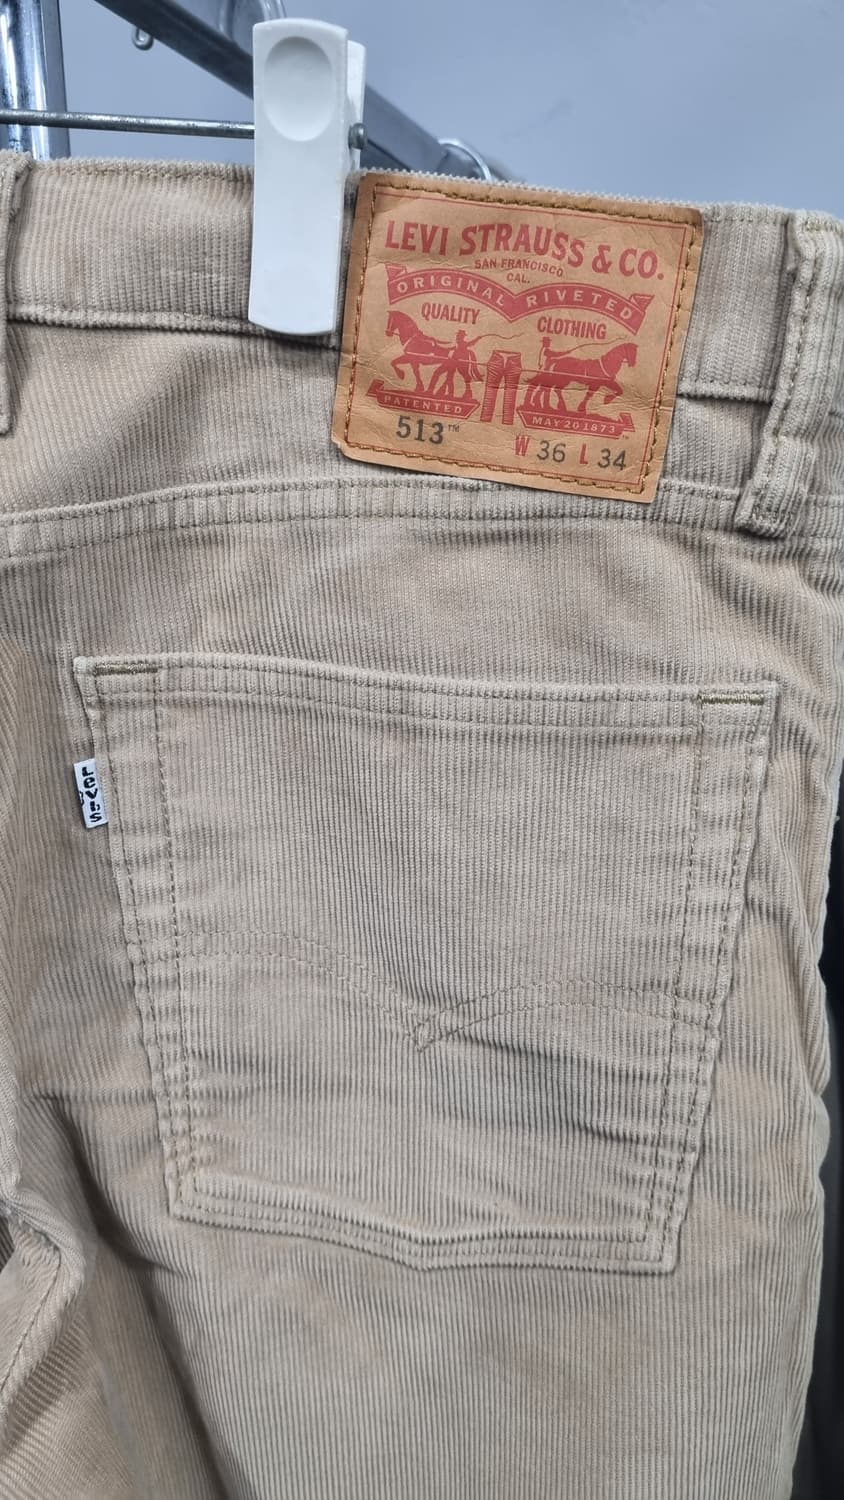 LEVI STRAUSS & CO.
SAN FRANCISCO
CAL.
ORIGINAL RIVETED
QUALITY CLOTHING
PATENTED MAY 20 1873
513™ W 36 L 34
LEVI'S